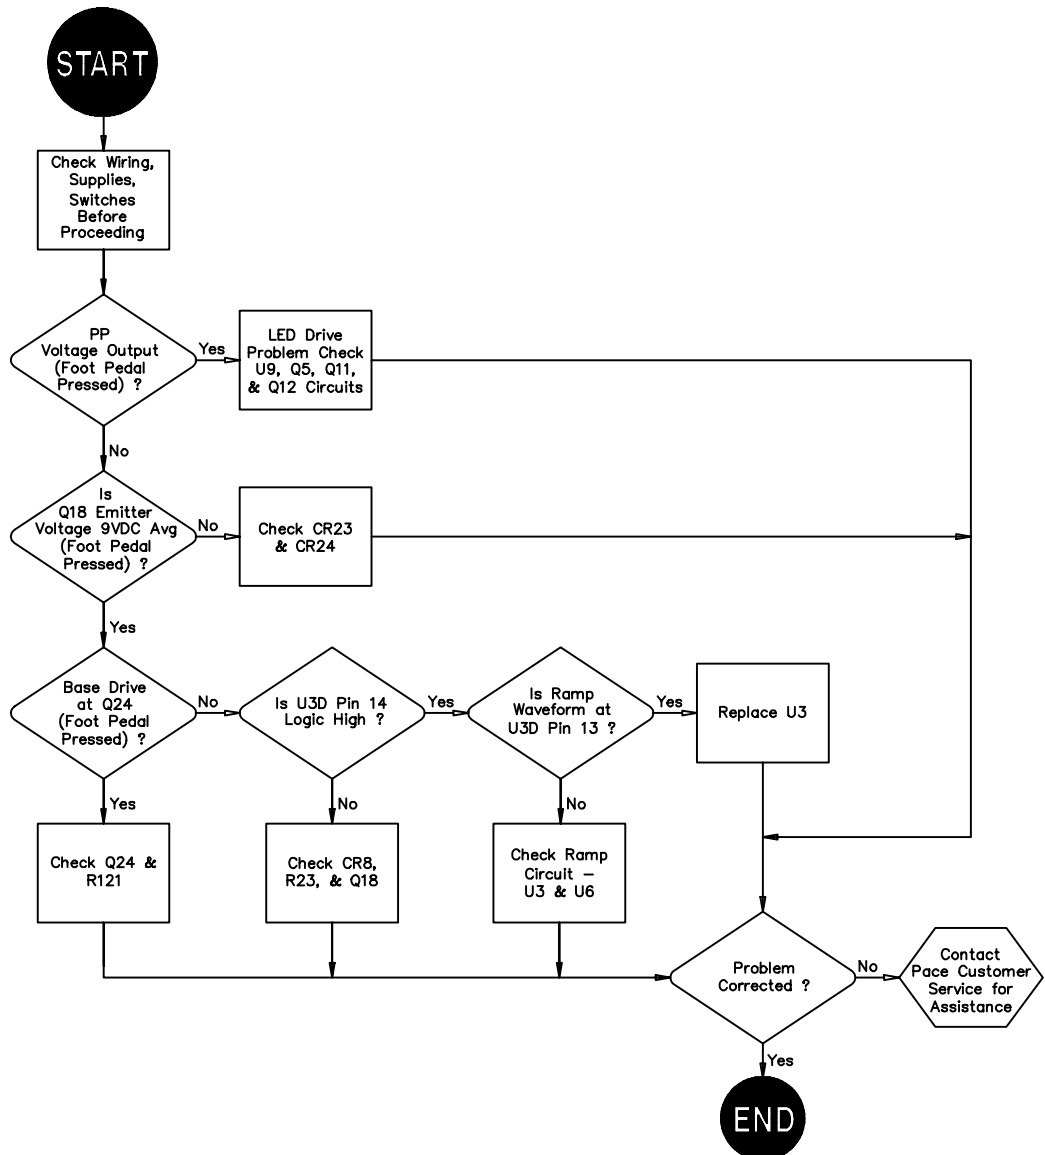 START
Check Wiring,
Supplies,
Switches
Before
Proceeding
PP
Voltage Output
(Foot Pedal
Pressed) ?
Yes
LED Drive
Problem Check
U9, Q5, Q11,
& Q12 Circuits
No
Is
Q18 Emitter
Voltage 9VDC Avg
(Foot Pedal
Pressed) ?
No
Check CR23
& CR24
Yes
Base Drive
at Q24
(Foot Pedal
Pressed) ?
No
Is U3D Pin 14
Logic High ?
Yes
Is Ramp
Waveform at
U3D Pin 13 ?
Yes
Replace U3
Yes
No
No
Check Q24 &
R121
Check CR8,
R23, & Q18
Check Ramp
Circuit –
U3 & U6
Problem
Corrected ?
No
Contact
Pace Customer
Service for
Assistance
Yes
END